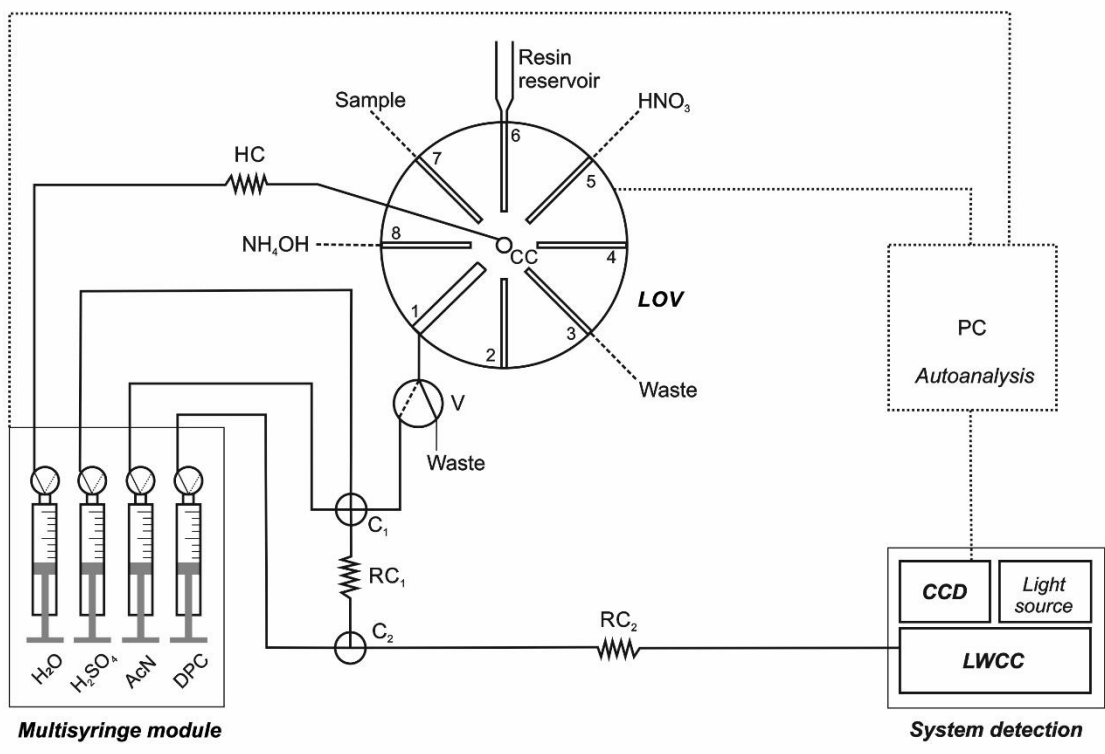 Resin
reservoir
Sample
HNO₃
HC
6
7
5
NH₄OH
8
CC
4
LOV
1
2
3
PC
Autoanalysis
V
Waste
Waste
C₁
RC₁
C₂
RC₂
CCD
Light
source
LWCC
H₂O
H₂SO₄
AcN
DPC
Multisyringe module
System detection